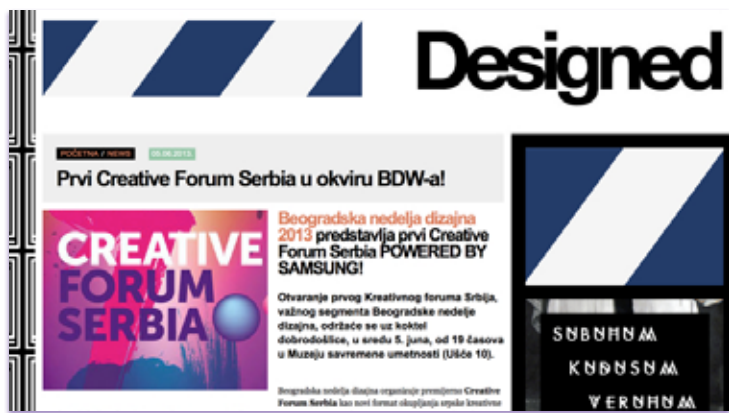 Designed
POČETNA / NEWS 05.06.2013.
Prvi Creative Forum Serbia u okviru BDW-a!
CREATIVE
FORUM
SERBIA
Beogradska nedelja dizajna
2013 predstavlja prvi Creative
Forum Serbia POWERED BY
SAMSUNG!
Otvaranje prvog Kreativnog foruma Srbija,
važnog segmenta Beogradske nedelje
dizajna, održaće se uz koktel
dobrodošlice, u sredu 5. juna, od 19 časova
u Muzeju savremene umetnosti (Ušće 10).
Beogradska nedelja dizajna organizuje premijerno Creative
Forum Serbia kao novi format okupljanja srpske kreativne